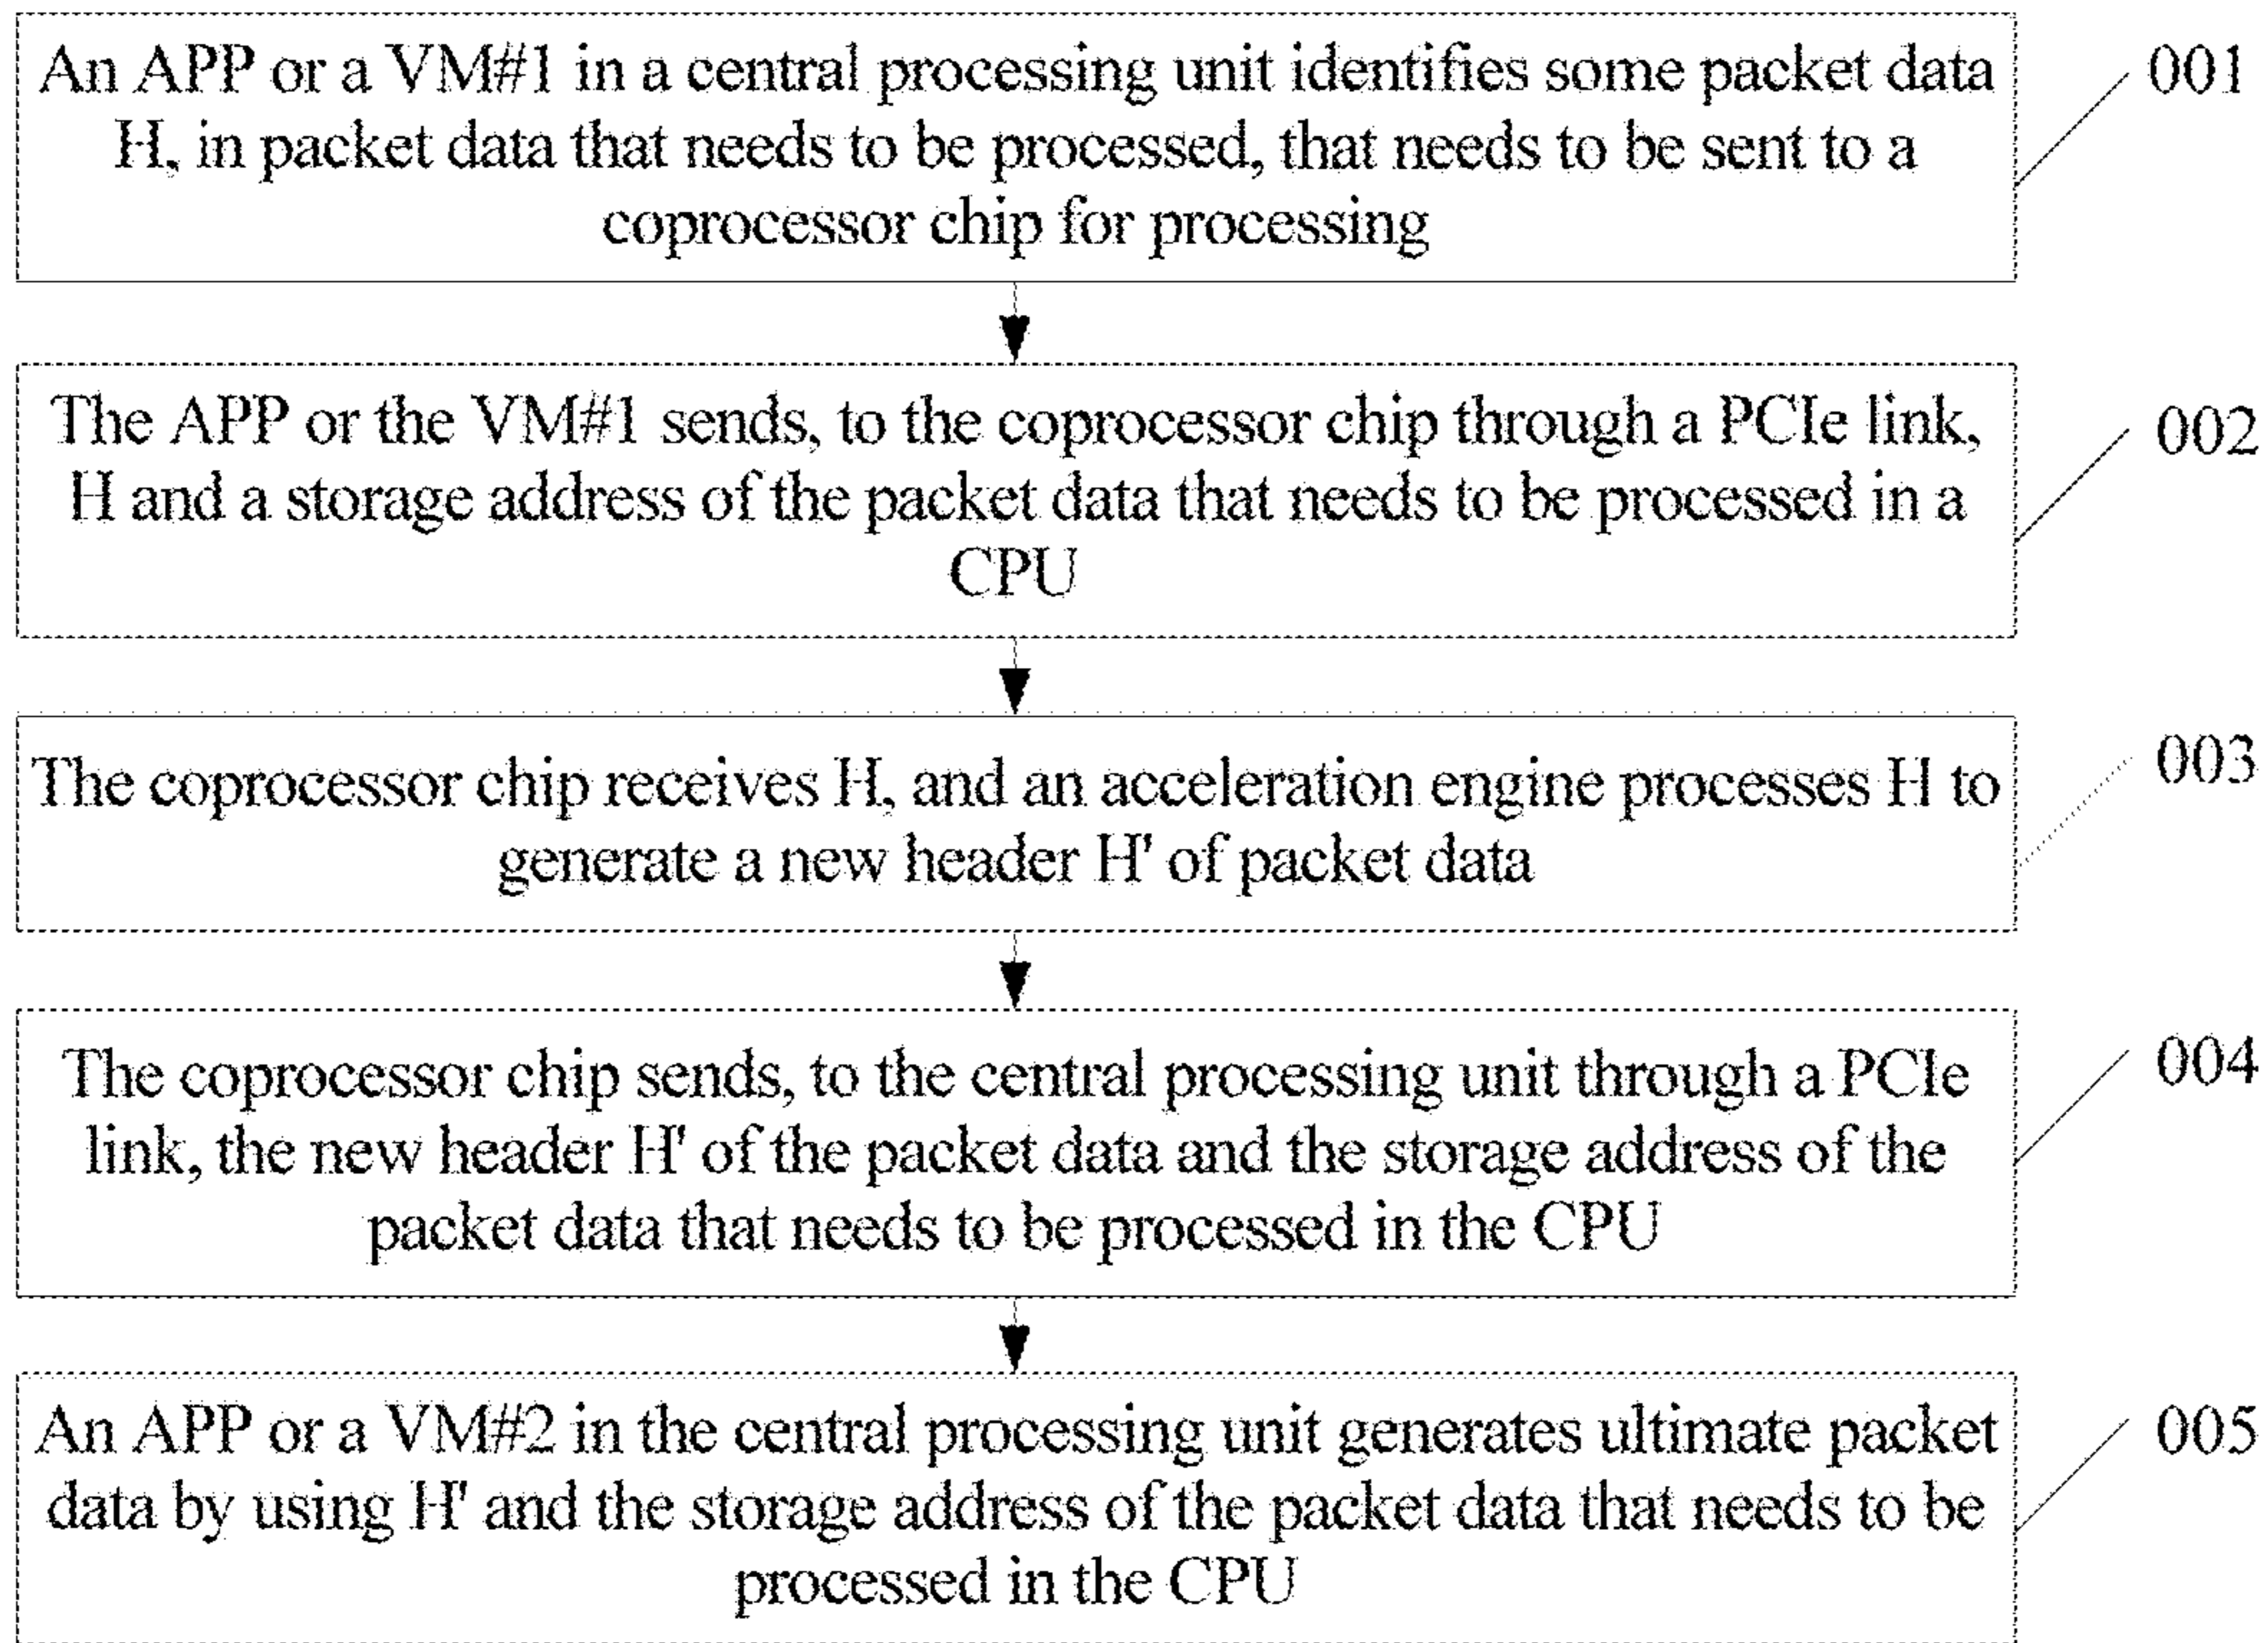 An APP or a VM#1 in a central processing unit identifies some packet data
H, in packet data that needs to be processed, that needs to be sent to a
coprocessor chip for processing
001
The APP or the VM#1 sends, to the coprocessor chip through a PCIe link,
H and a storage address of the packet data that needs to be processed in a
CPU
002
The coprocessor chip receives H, and an acceleration engine processes H to
generate a new header H' of packet data
003
The coprocessor chip sends, to the central processing unit through a PCIe
link, the new header H' of the packet data and the storage address of the
packet data that needs to be processed in the CPU
004
An APP or a VM#2 in the central processing unit generates ultimate packet
data by using H' and the storage address of the packet data that needs to be
processed in the CPU
005